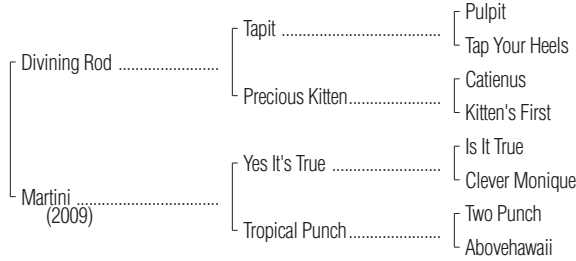 Pulpit
Tapit ......................................
Tap Your Heels
Divining Rod ............................
Catienus
Precious Kitten..........................
Kitten's First
Is It True
Yes It's True ..............................
Clever Monique
Martini ........................................
(2009)
Two Punch
Tropical Punch..........................
Abovehawaii